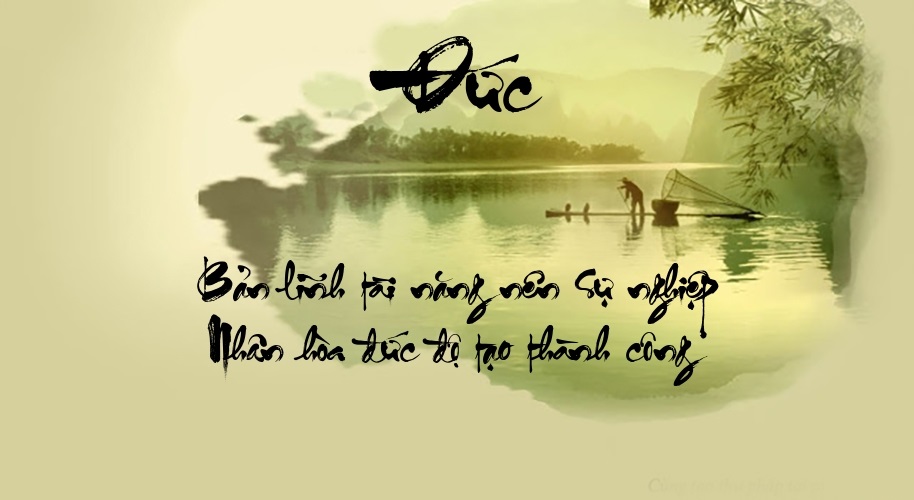 Đức
Bản lĩnh tài năng nên sự nghiệp
Nhân hòa đức độ tạo thành công